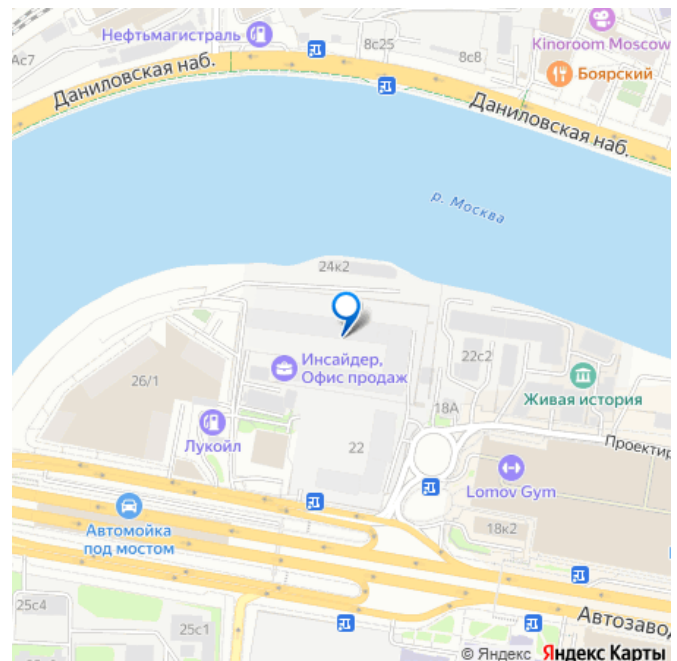 Нефтьмагистраль
8с25
8с8
Kinoroom Moscow
Боярский
Ас7
Даниловская наб.
Даниловская наб.
р. Москва
24к2
Инсайдер,
Офис продаж
22с2
26/1
Живая история
18А
Лукойл
22
Проектир
Lomov Gym
Автомойка
под мостом
18к2
25с4
25с1
Автозавод
© Яндекс Яндекс Карты